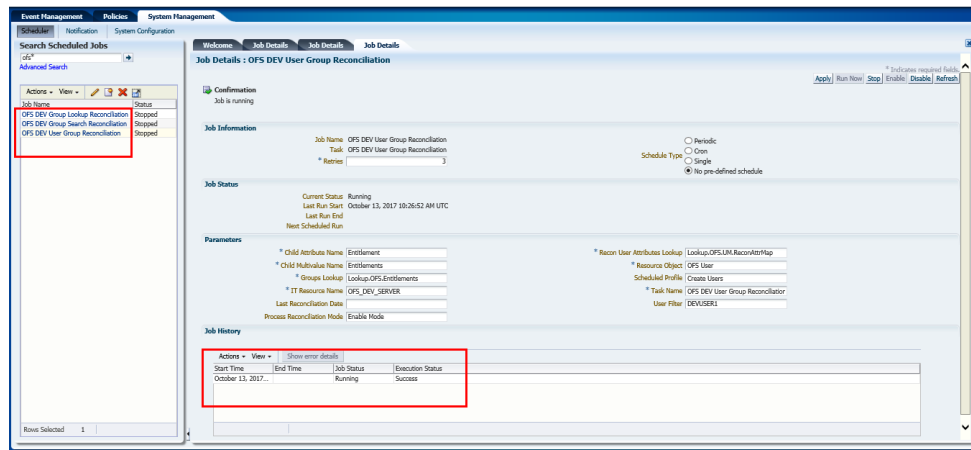 Event Management Policies System Management
Scheduler Notification System Configuration
Search Scheduled Jobs
ofs*
Advanced Search
Actions View
Job Name Status
OFS DEV Group Lookup Reconciliation Stopped
OFS DEV Group Search Reconciliation Stopped
OFS DEV User Group Reconciliation Stopped
Rows Selected 1
Welcome Job Details Job Details Job Details
Job Details : OFS DEV User Group Reconciliation
* Indicates required fields.
Apply Run Now Stop Enable Disable Refresh
Confirmation
Job is running
Job Information
Job Name OFS DEV User Group Reconciliation
Task OFS DEV User Group Reconciliation
* Retries 3
Schedule Type
Periodic
Cron
Single
No pre-defined schedule
Job Status
Current Status Running
Last Run Start October 13, 2017 10:26:52 AM UTC
Last Run End
Next Scheduled Run
Parameters
* Child Attribute Name Entitlement
* Child Multivalue Name Entitlements
* Groups Lookup Lookup.OFS.Entitlements
* IT Resource Name OFS_DEV_SERVER
Last Reconciliation Date
Process Reconciliation Mode Enable Mode
* Recon User Attributes Lookup Lookup.OFS.UM.ReconAttrMap
* Resource Object OFS User
Scheduled Profile Create Users
* Task Name OFS DEV User Group Reconciliation
User Filter DEVUSER1
Job History
Actions View Show error details
Start Time End Time Job Status Execution Status
October 13, 2017... Running Success